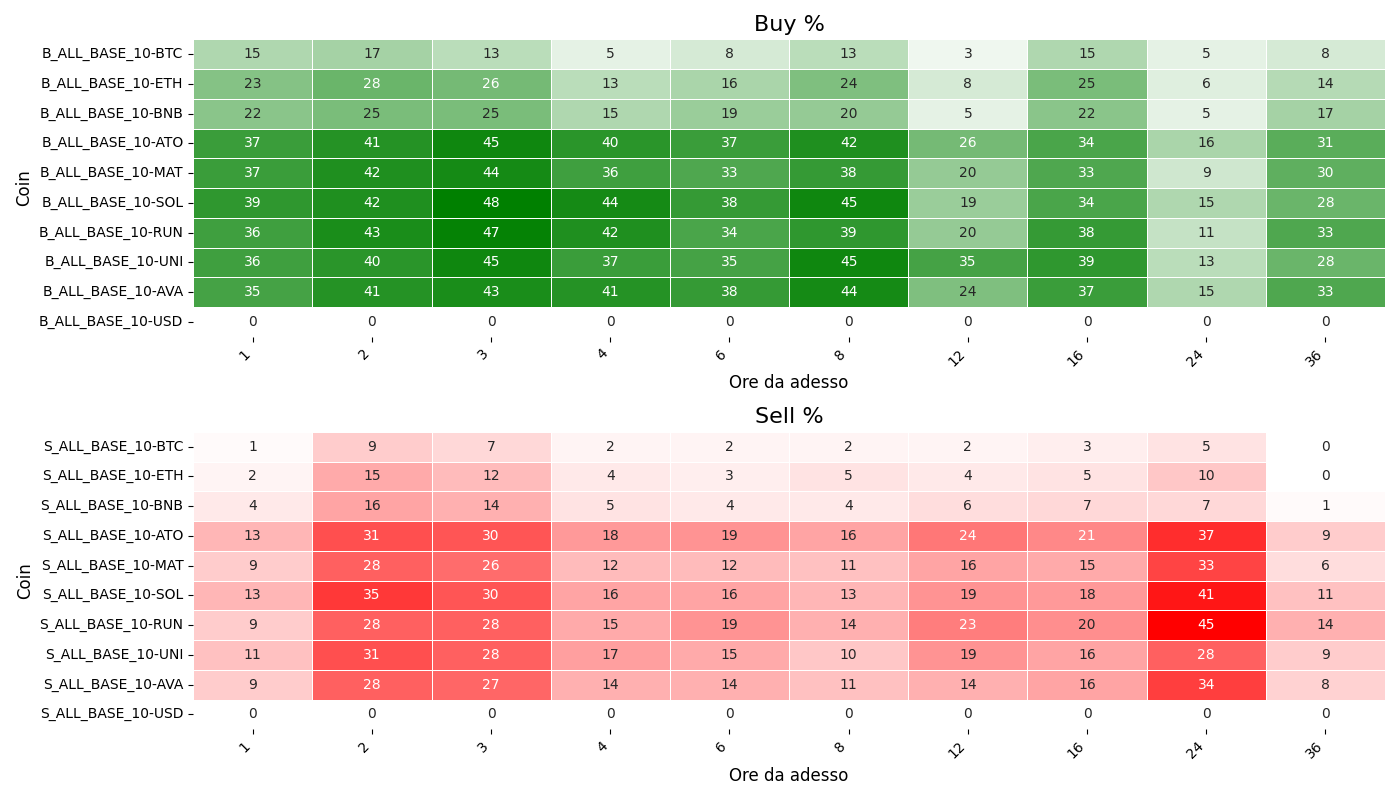 Buy %
Coin
B_ALL_BASE_10-BTC 15 17 13 5 8 13 3 15 5 8
B_ALL_BASE_10-ETH 23 28 26 13 16 24 8 25 6 14
B_ALL_BASE_10-BNB 22 25 25 15 19 20 5 22 5 17
B_ALL_BASE_10-ATO 37 41 45 40 37 42 26 34 16 31
B_ALL_BASE_10-MAT 37 42 44 36 33 38 20 33 9 30
B_ALL_BASE_10-SOL 39 42 48 44 38 45 19 34 15 28
B_ALL_BASE_10-RUN 36 43 47 42 34 39 20 38 11 33
B_ALL_BASE_10-UNI 36 40 45 37 35 45 35 39 13 28
B_ALL_BASE_10-AVA 35 41 43 41 38 44 24 37 15 33
B_ALL_BASE_10-USD 0 0 0 0 0 0 0 0 0 0
1 2 3 4 6 8 12 16 24 36
Ore da adesso
Sell %
Coin
S_ALL_BASE_10-BTC 1 9 7 2 2 2 2 3 5 0
S_ALL_BASE_10-ETH 2 15 12 4 3 5 4 5 10 0
S_ALL_BASE_10-BNB 4 16 14 5 4 4 6 7 7 1
S_ALL_BASE_10-ATO 13 31 30 18 19 16 24 21 37 9
S_ALL_BASE_10-MAT 9 28 26 12 12 11 16 15 33 6
S_ALL_BASE_10-SOL 13 35 30 16 16 13 19 18 41 11
S_ALL_BASE_10-RUN 9 28 28 15 19 14 23 20 45 14
S_ALL_BASE_10-UNI 11 31 28 17 15 10 19 16 28 9
S_ALL_BASE_10-AVA 9 28 27 14 14 11 14 16 34 8
S_ALL_BASE_10-USD 0 0 0 0 0 0 0 0 0 0
1 2 3 4 6 8 12 16 24 36
Ore da adesso